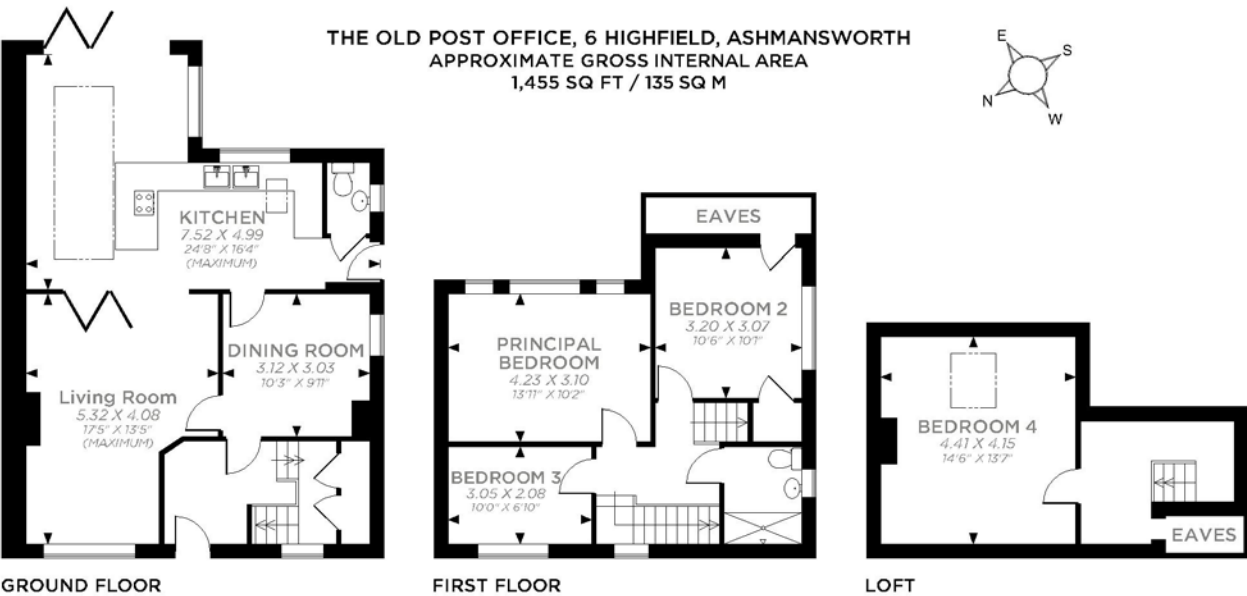 THE OLD POST OFFICE, 6 HIGHFIELD, ASHMANSWORTH
APPROXIMATE GROSS INTERNAL AREA
1,455 SQ FT / 135 SQ M
E
S
N
W
KITCHEN
7.52 X 4.99
24'8" X 16'4"
(MAXIMUM)
DINING ROOM
3.12 X 3.03
10'3" X 9'11"
Living Room
5.32 X 4.08
17'5" X 13'5"
(MAXIMUM)
GROUND FLOOR
EAVES
BEDROOM 2
3.20 X 3.07
10'6" X 10'1"
PRINCIPAL
BEDROOM
4.23 X 3.10
13'11" X 10'2"
BEDROOM 3
3.05 X 2.08
10'0" X 6'10"
FIRST FLOOR
BEDROOM 4
4.41 X 4.15
14'6" X 13'7"
EAVES
LOFT